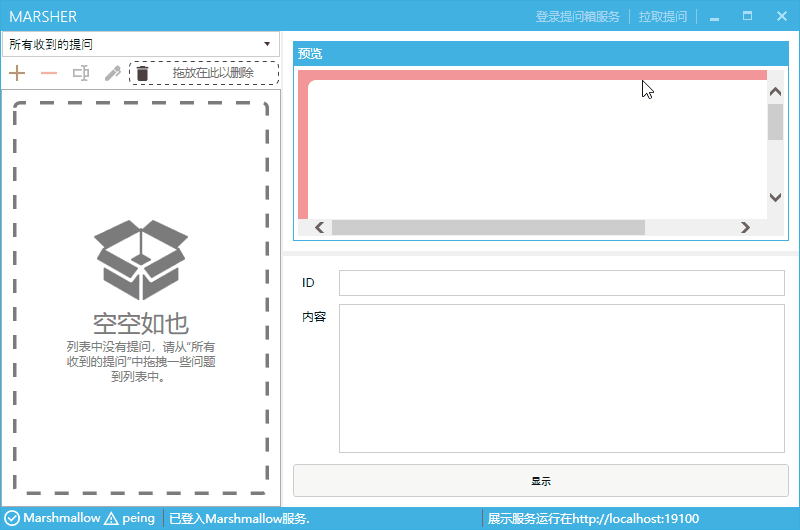 MARSHER
登录提问箱服务
拉取提问
所有收到的提问
拖放在此以删除
空空如也
列表中没有提问，请从“所有
收到的提问”中拖拽一些问题
到列表中。
预览
ID
内容
显示
Marshmallow
peing
已登入Marshmallow服务.
展示服务运行在http://localhost:19100